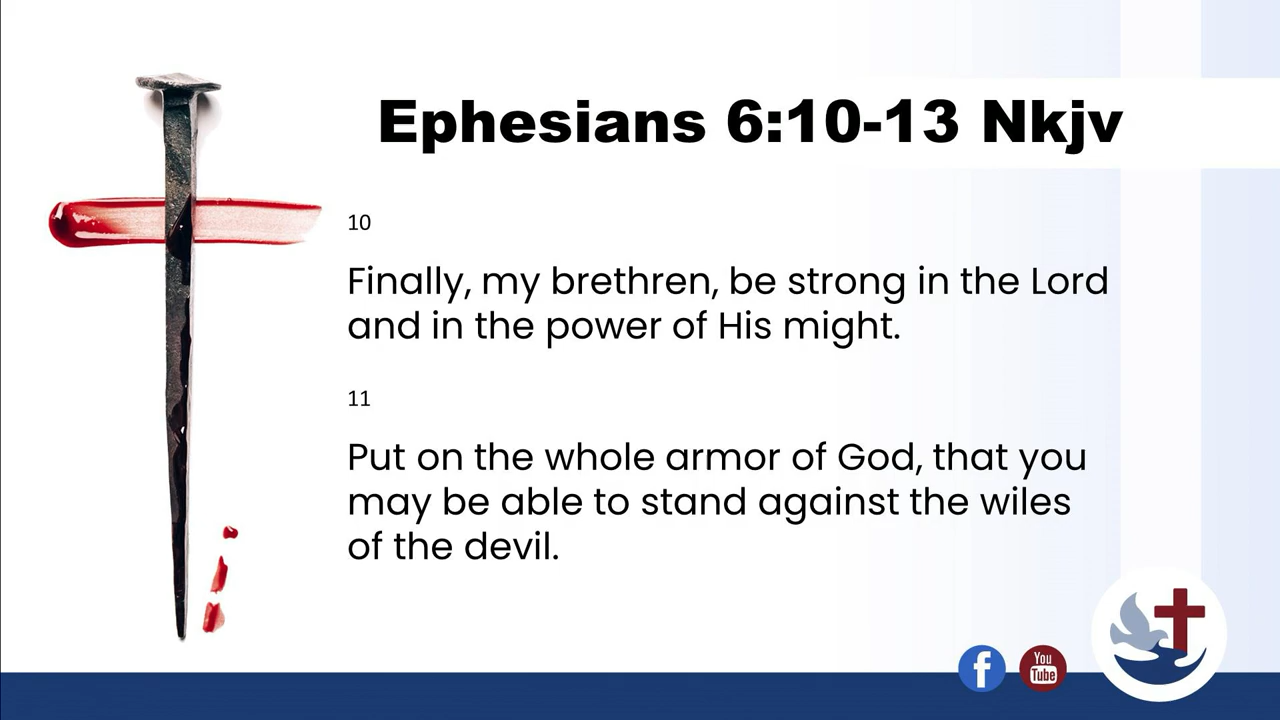 Ephesians 6:10-13 Nkjv
10
Finally, my brethren, be strong in the Lord
and in the power of His might.
11
Put on the whole armor of God, that you
may be able to stand against the wiles
of the devil.
f
You
Tube